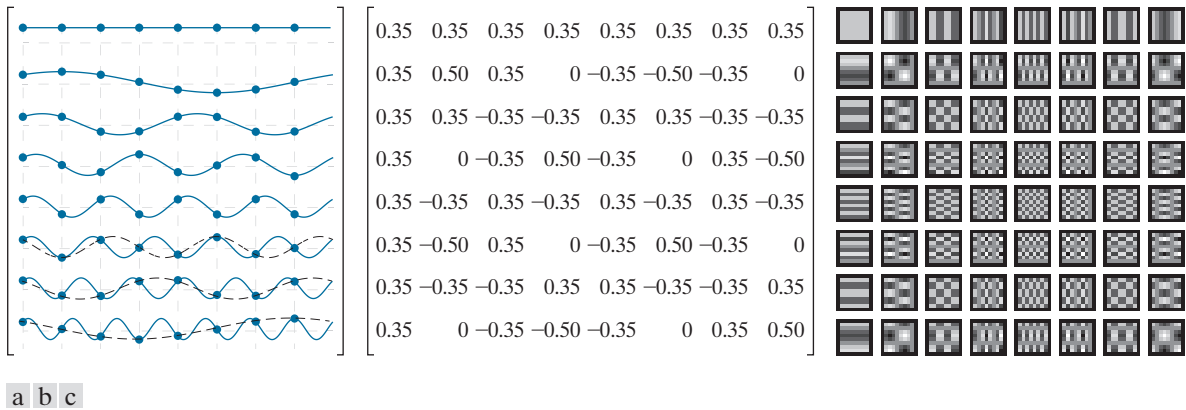 0.35 0.35 0.35 0.35 0.35 0.35 0.35 0.35
0.35 0.50 0.35 0 −0.35 −0.50 −0.35 0
0.35 0.35 −0.35 −0.35 0.35 0.35 −0.35 −0.35
0.35 0 −0.35 0.50 −0.35 0 0.35 −0.50
0.35 −0.35 0.35 −0.35 0.35 −0.35 0.35 −0.35
0.35 −0.50 0.35 0 −0.35 0.50 −0.35 0
0.35 −0.35 −0.35 0.35 0.35 −0.35 −0.35 0.35
0.35 0 −0.35 −0.50 −0.35 0 0.35 0.50
a b c